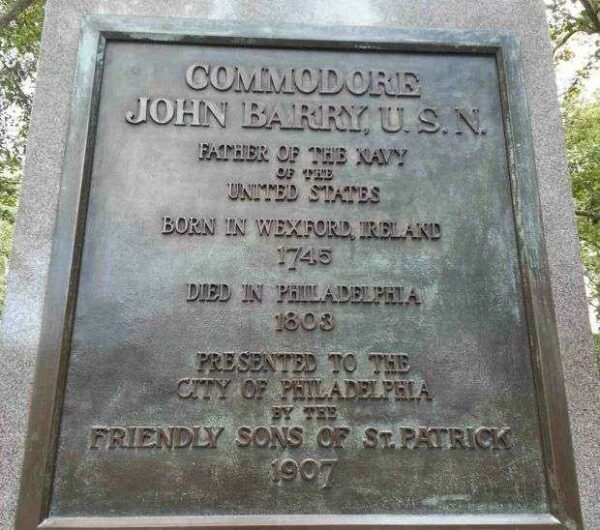 COMMODORE
JOHN BARRY, U.S.N.
FATHER OF THE NAVY
OF THE
UNITED STATES
BORN IN WEXFORD, IRELAND
1745
DIED IN PHILADELPHIA
1803
PRESENTED TO THE
CITY OF PHILADELPHIA
BY THE
FRIENDLY SONS OF ST. PATRICK
1907